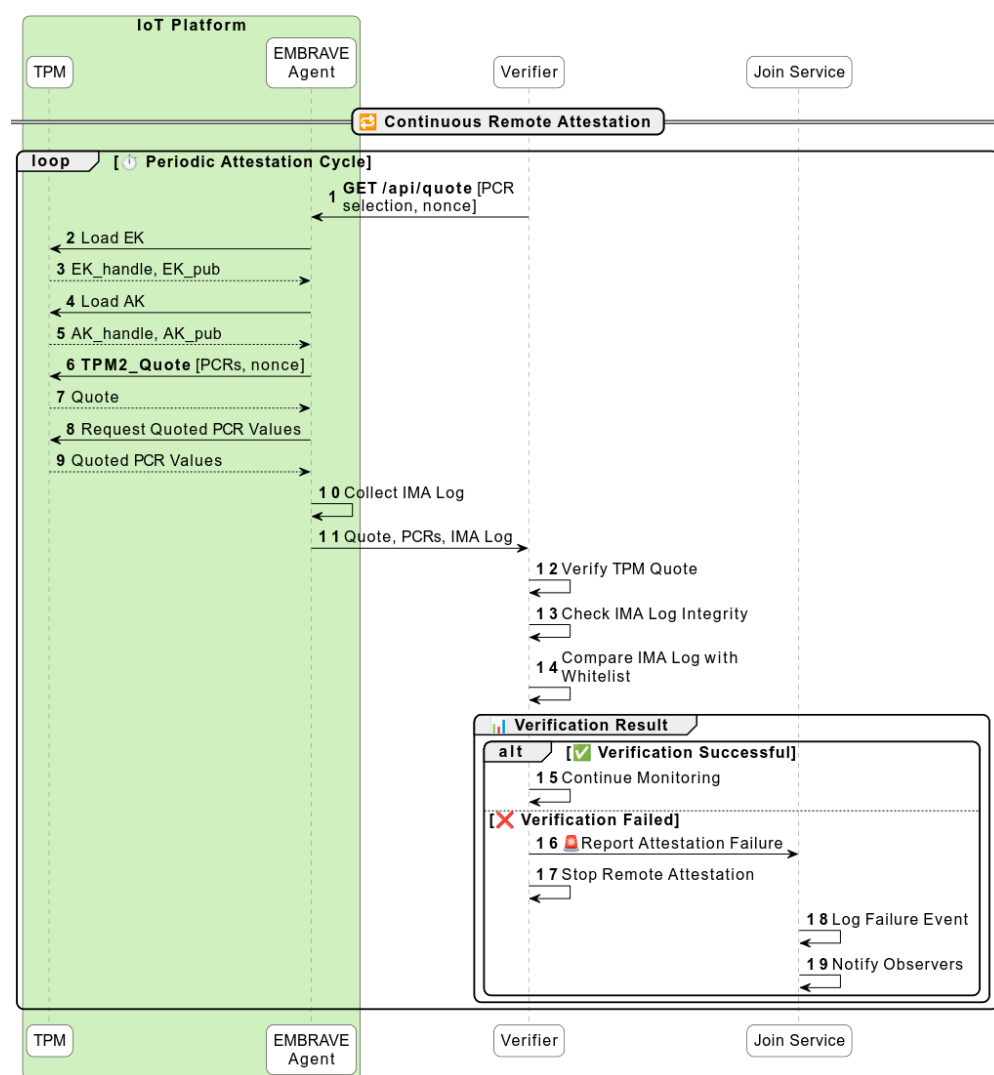 IoT Platform
TPM
EMBRAVE
Agent
Verifier
Join Service
🔁 Continuous Remote Attestation
loop [⏱️ Periodic Attestation Cycle]
1 GET /api/quote [PCR
selection, nonce]
2 Load EK
3 EK_handle, EK_pub
4 Load AK
5 AK_handle, AK_pub
6 TPM2_Quote [PCRs, nonce]
7 Quote
8 Request Quoted PCR Values
9 Quoted PCR Values
10 Collect IMA Log
11 Quote, PCRs, IMA Log
12 Verify TPM Quote
13 Check IMA Log Integrity
14 Compare IMA Log with
Whitelist
📊 Verification Result
alt [✅ Verification Successful]
15 Continue Monitoring
[❌ Verification Failed]
16 🚨Report Attestation Failure
17 Stop Remote Attestation
18 Log Failure Event
19 Notify Observers
TPM
EMBRAVE
Agent
Verifier
Join Service